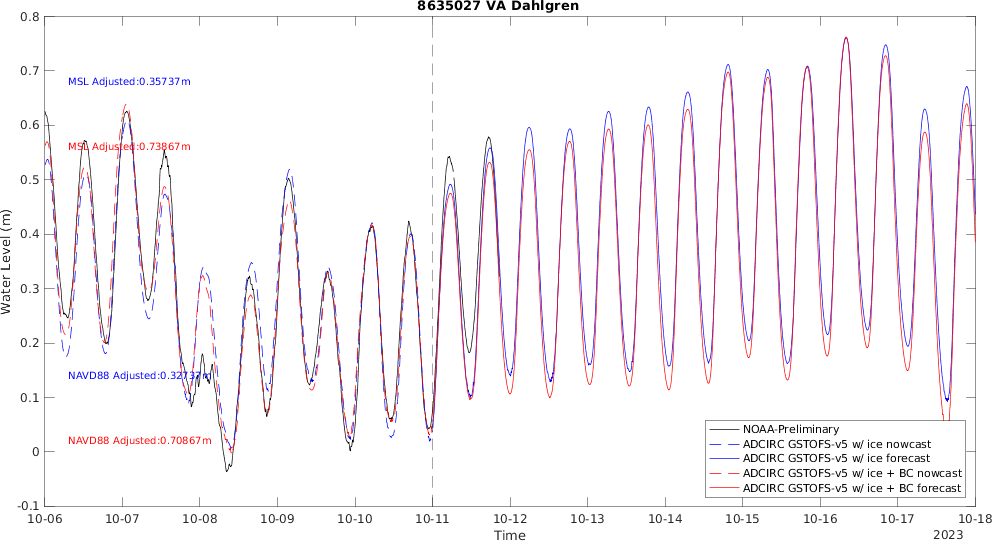 8635027 VA Dahlgren
Water Level (m)
0.8
0.7
0.6
0.5
0.4
0.3
0.2
0.1
0
-0.1
MSL Adjusted:0.35737m
MSL Adjusted:0.73867m
NAVD88 Adjusted:0.32737m
NAVD88 Adjusted:0.70867m
NOAA-Preliminary
ADCIRC GSTOFS-v5 w/ ice nowcast
ADCIRC GSTOFS-v5 w/ ice forecast
ADCIRC GSTOFS-v5 w/ ice + BC nowcast
ADCIRC GSTOFS-v5 w/ ice + BC forecast
10-06 10-07 10-08 10-09 10-10 10-11 10-12 10-13 10-14 10-15 10-16 10-17 10-18
Time
2023